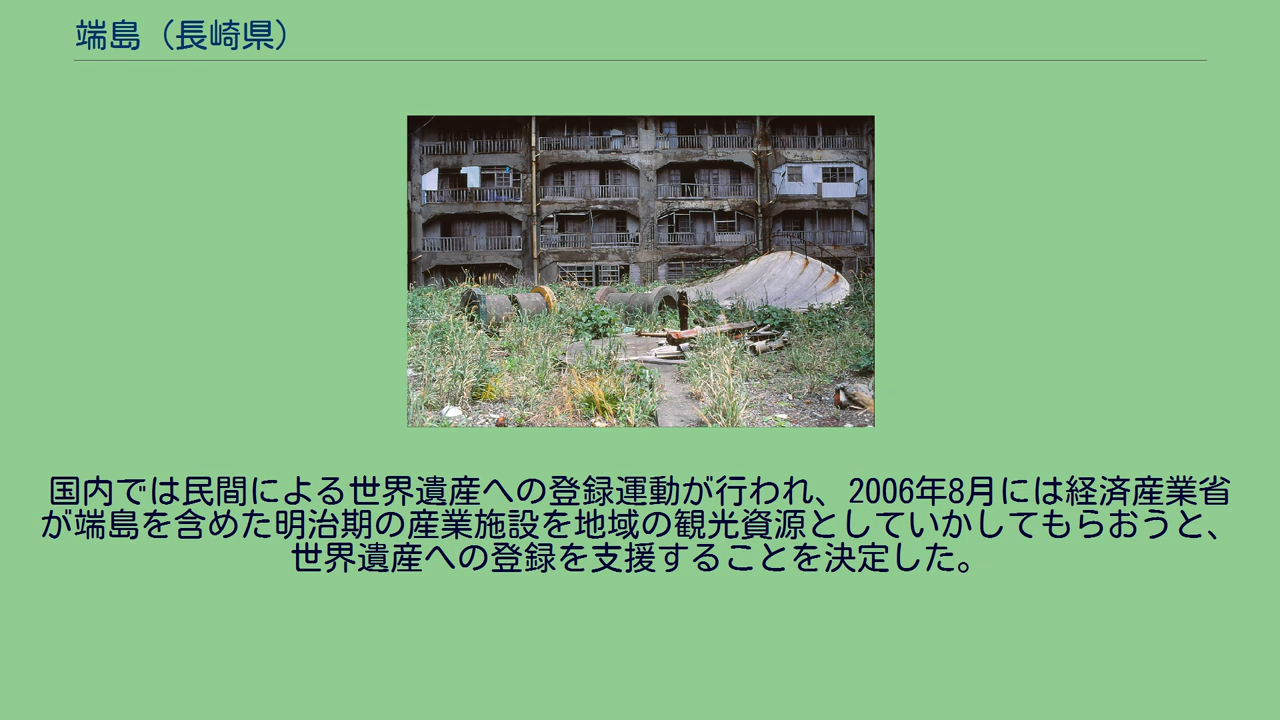 端島（長崎県）
国内では民間による世界遺産への登録運動が行われ、2006年8月には経済産業省
が端島を含めた明治期の産業施設を地域の観光資源としていかしてもらおうと、
世界遺産への登録を支援することを決定した。